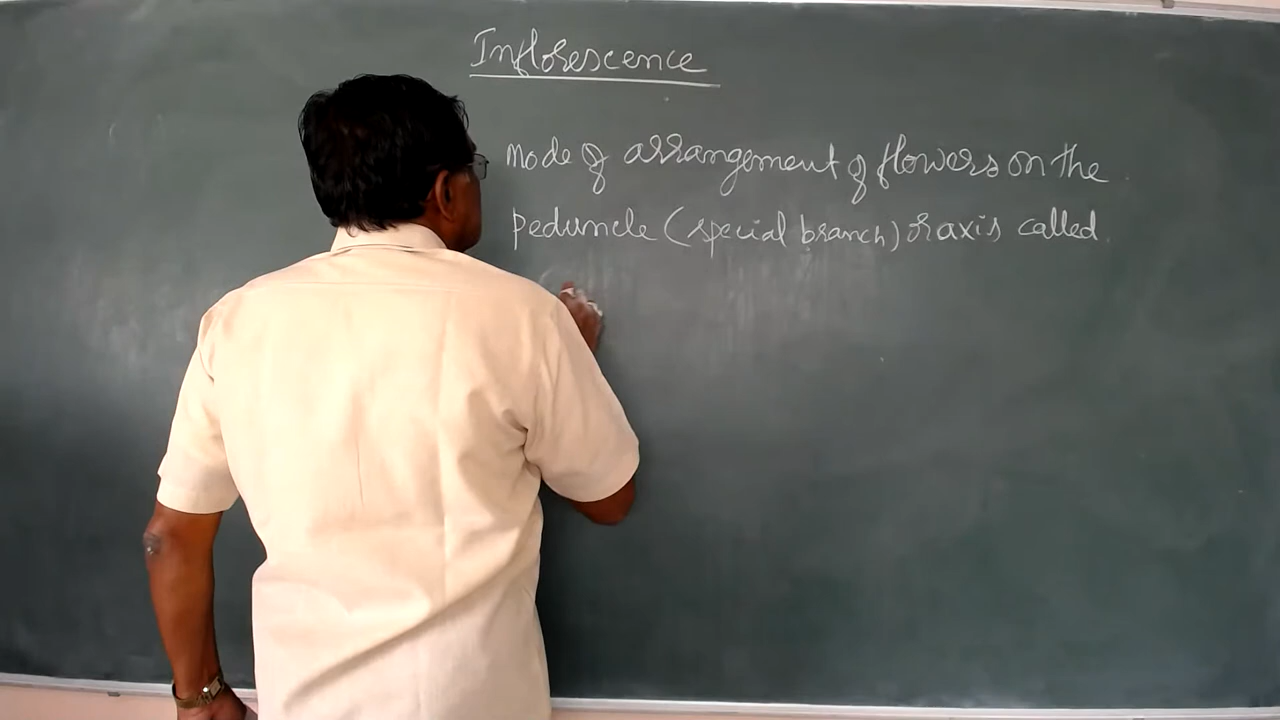 Inflorescence
Mode of arrangement of flowers on the
peduncle (special branch) or axis called